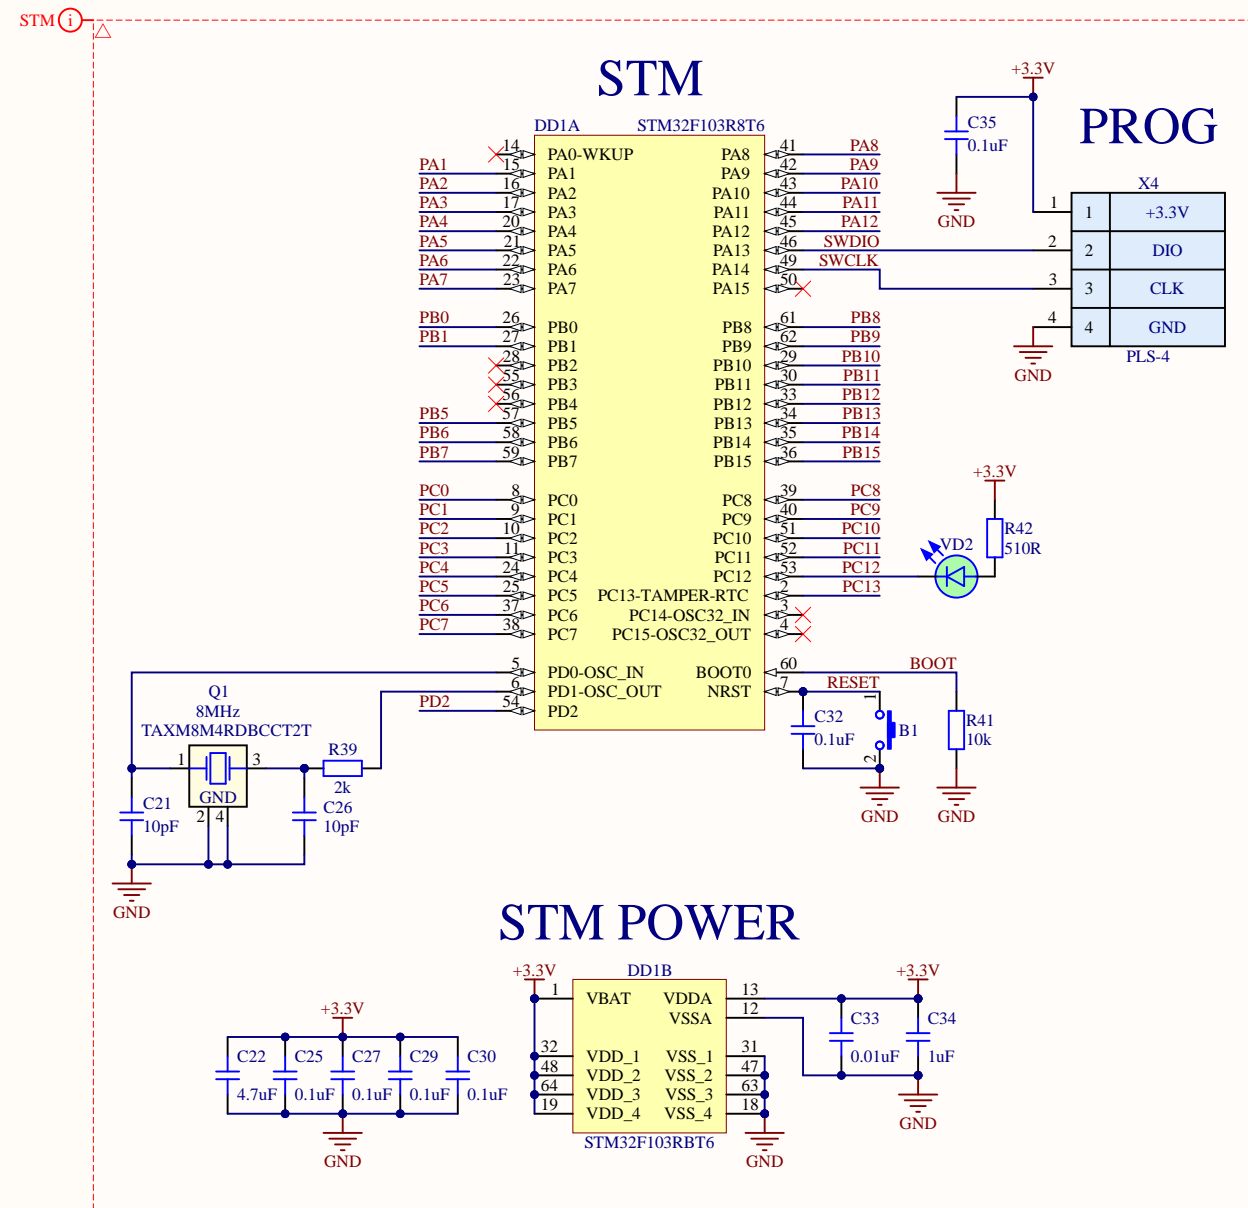 STM i
STM
DD1A STM32F103R8T6
14 PA0-WKUP PA8 41 PA8
PA1 15 PA1 PA9 42 PA9
PA2 16 PA2 PA10 43 PA10
PA3 17 PA3 PA11 44 PA11
PA4 20 PA4 PA12 45 PA12
PA5 21 PA5 PA13 46 SWDIO
PA6 22 PA6 PA14 49 SWCLK
PA7 23 PA7 PA15 50
PB0 26 PB0 PB8 61 PB8
PB1 27 PB1 PB9 62 PB9
28 PB2 PB10 29 PB10
55 PB3 PB11 30 PB11
56 PB4 PB12 33 PB12
PB5 57 PB5 PB13 34 PB13
PB6 58 PB6 PB14 35 PB14
PB7 59 PB7 PB15 36 PB15
PC0 8 PC0 PC8 39 PC8
PC1 9 PC1 PC9 40 PC9
PC2 10 PC2 PC10 51 PC10
PC3 11 PC3 PC11 52 PC11
PC4 24 PC4 PC12 53 PC12
PC5 25 PC5 PC13-TAMPER-RTC 2 PC13
PC6 37 PC6 PC14-OSC32_IN 3
PC7 38 PC7 PC15-OSC32_OUT 4
5 PD0-OSC_IN BOOT0 60 BOOT
6 PD1-OSC_OUT NRST 7 RESET
PD2 54 PD2
+3.3V
C35
0.1uF
GND
PROG
X4
1 1 +3.3V
2 2 DIO
3 3 CLK
4 4 GND
PLS-4
GND
+3.3V
R42
510R
VD2
Q1
8MHz
TAXM8M4RDBCCT2T
1 3
GND
2 4
R39
2k
C21
10pF
C26
10pF
GND
C32
0.1uF
1
B1
2
GND
R41
10k
GND
STM POWER
+3.3V
C22 C25 C27 C29 C30
4.7uF 0.1uF 0.1uF 0.1uF 0.1uF
GND
+3.3V
DD1B
1 VBAT VDDA 13
VSSA 12
32 VDD_1 VSS_1 31
48 VDD_2 VSS_2 47
64 VDD_3 VSS_3 63
19 VDD_4 VSS_4 18
STM32F103RBT6
GND
+3.3V
C33 C34
0.01uF 1uF
GND